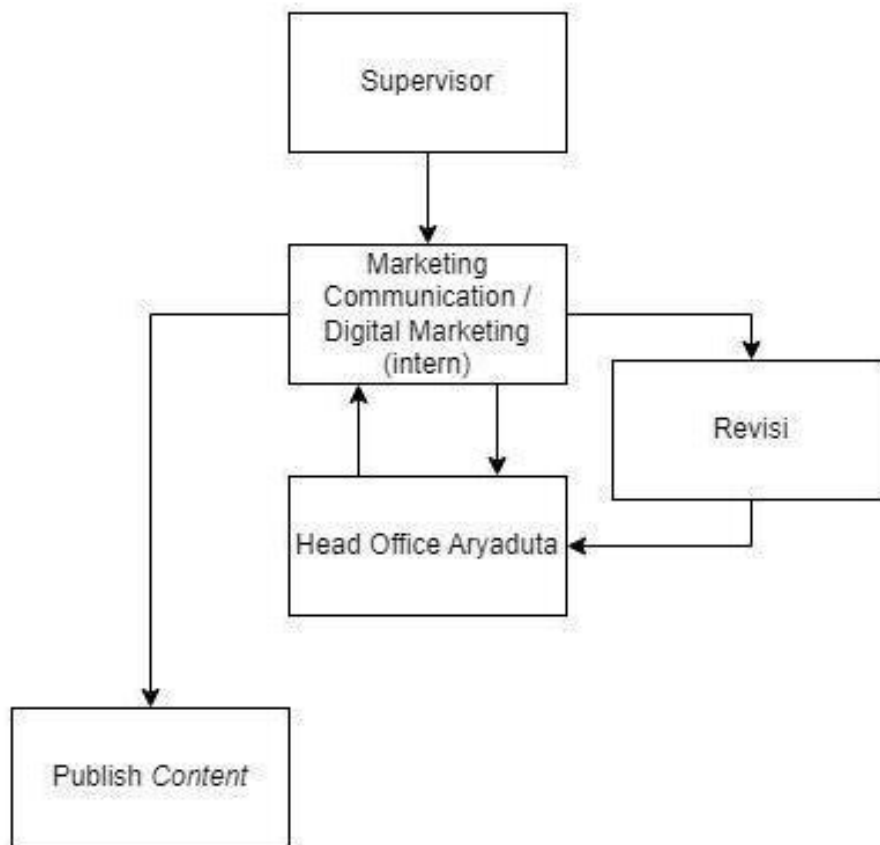 Supervisor
Marketing
Communication /
Digital Marketing
(intern)
Revisi
Head Office Aryaduta
Publish Content